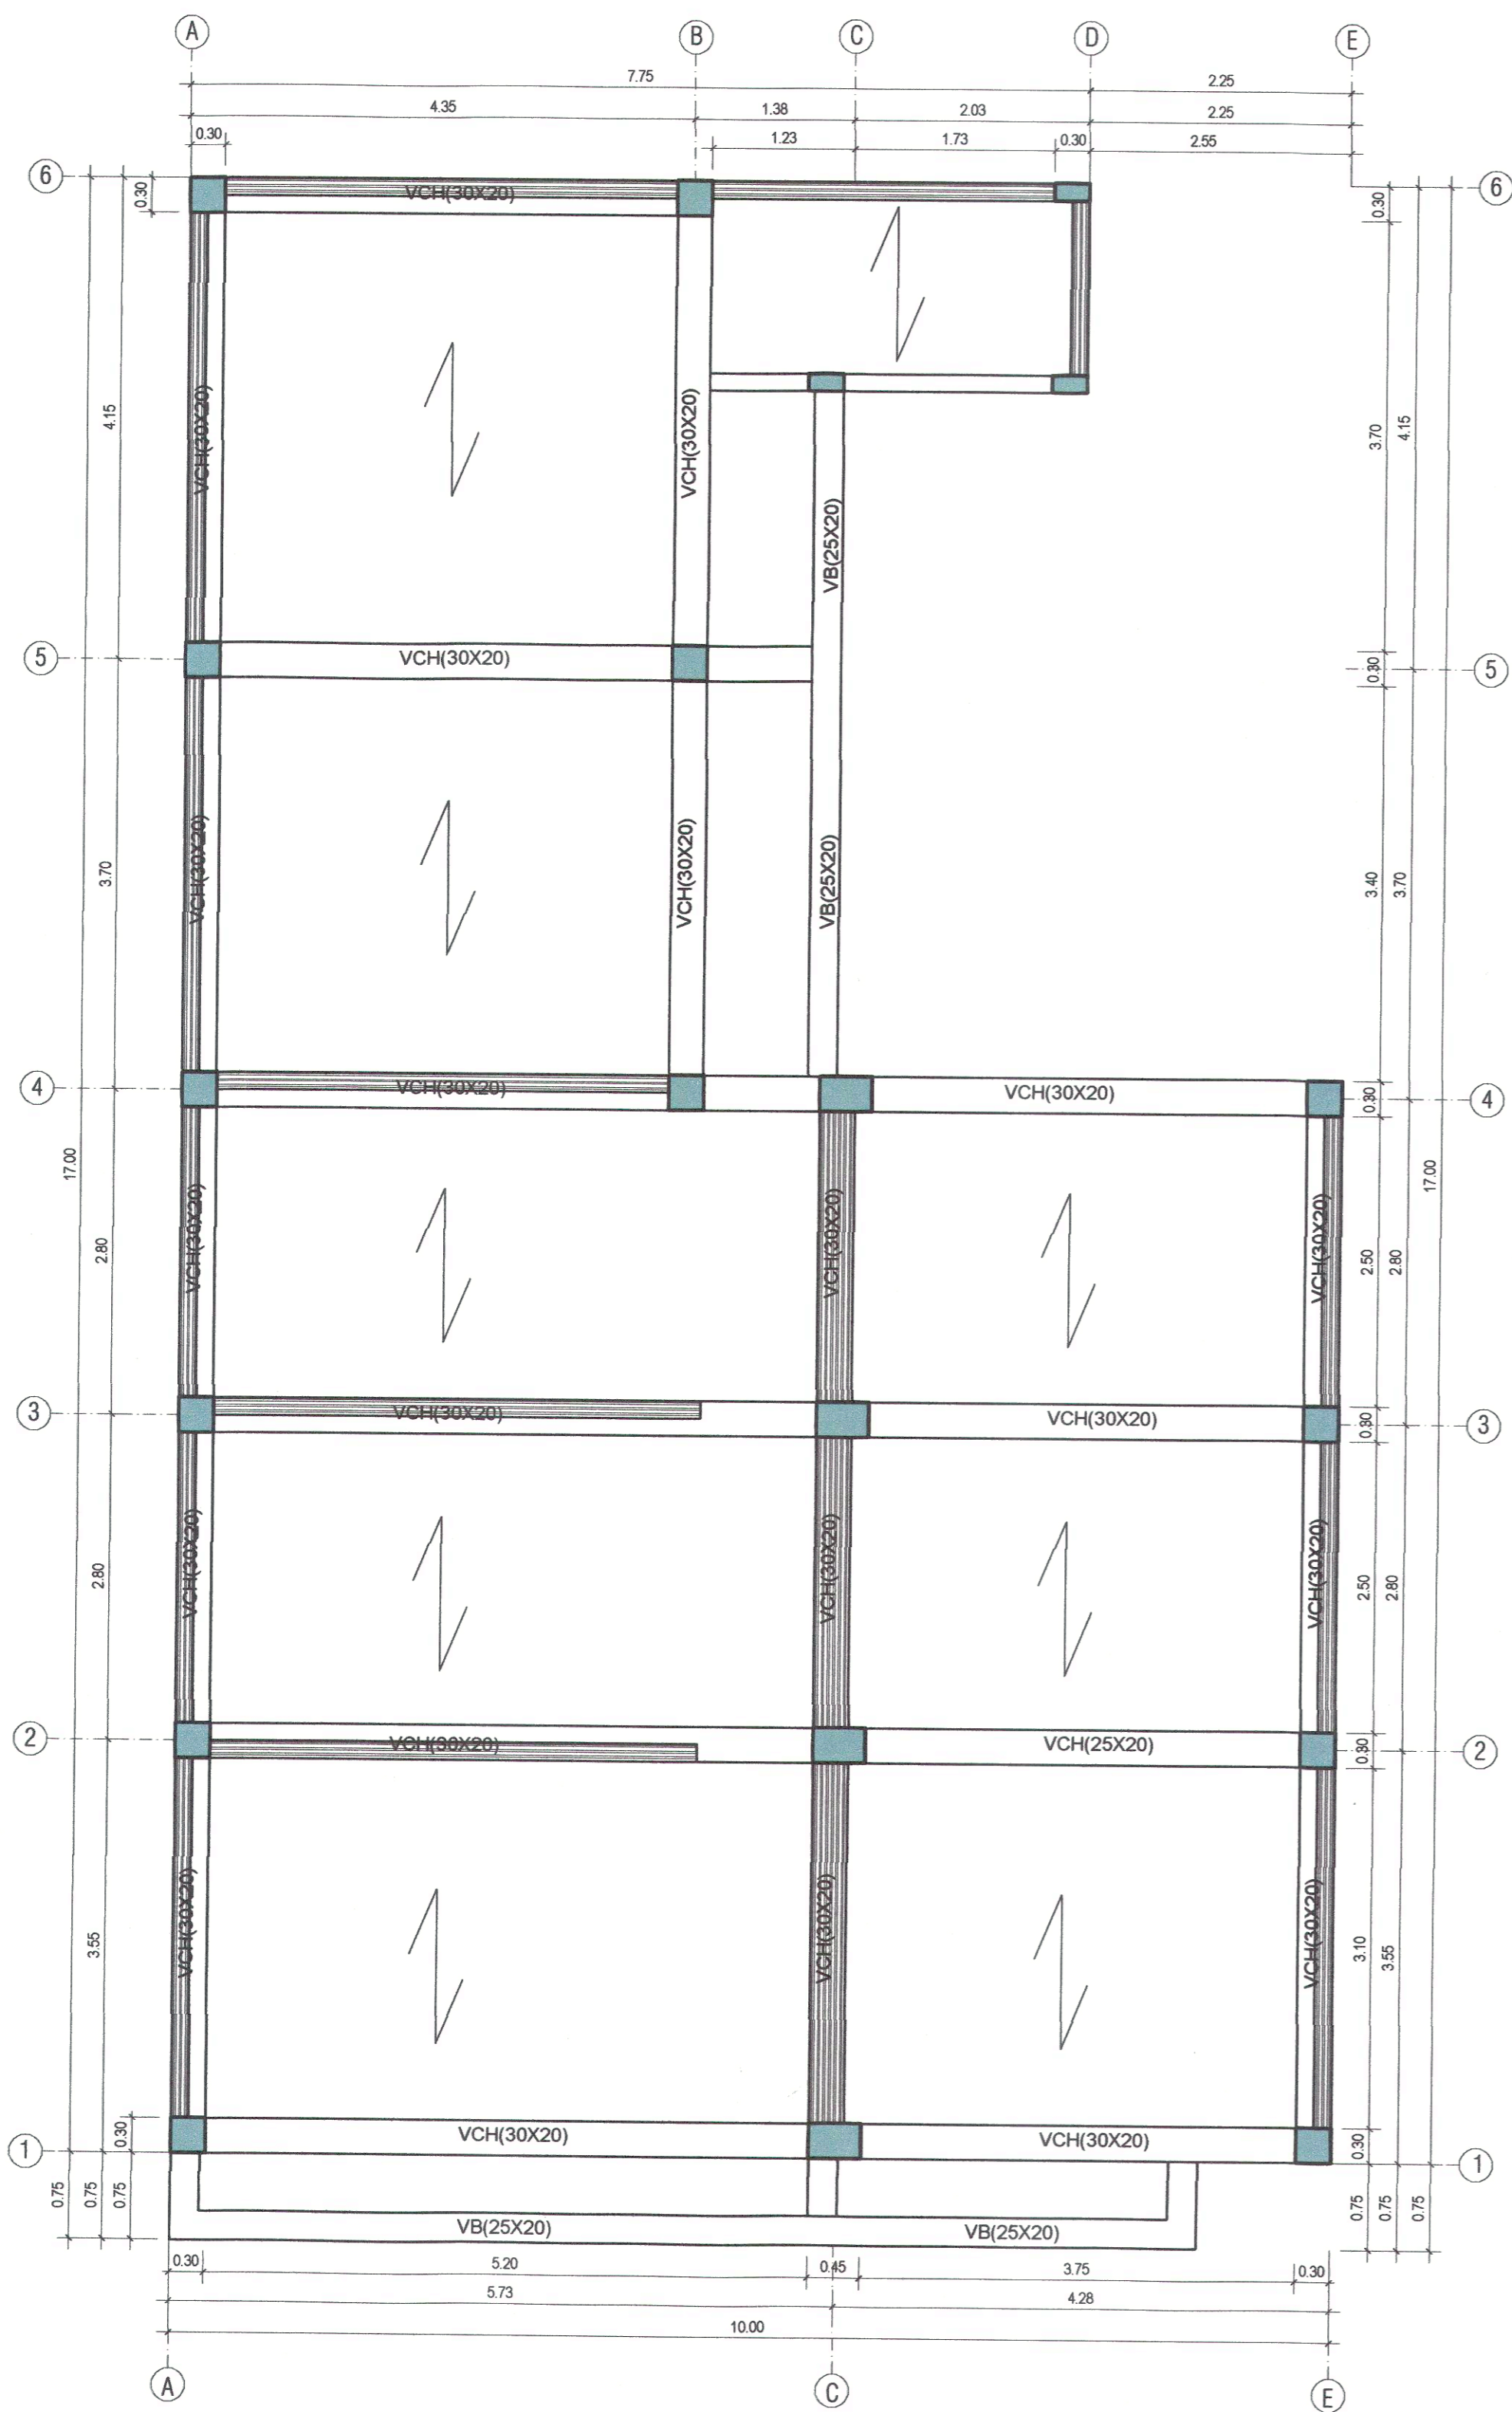 A
B
C
D
E
7.75
2.25
4.35
1.38
2.03
2.25
0.30
1.23
1.73
0.30
2.55
6
6
0.30
VCH(30X20)
0.30
4.15
VCH(30X20)
VCH(30X20)
VB(25X20)
3.70
4.15
5
VCH(30X20)
0.30
5
3.70
VCH(30X20)
VCH(30X20)
VB(25X20)
3.40
3.70
4
VCH(30X20)
VCH(30X20)
0.30
4
17.00
2.80
VCH(30X20)
VCH(30X20)
VCH(30X20)
2.50
2.80
17.00
3
VCH(30X20)
VCH(30X20)
0.30
3
2.80
VCH(30X20)
VCH(30X20)
VCH(30X20)
2.50
2.80
2
VCH(30X20)
VCH(25X20)
0.30
2
3.55
VCH(30X20)
VCH(30X20)
VCH(30X20)
3.10
3.55
1
0.30
VCH(30X20)
VCH(30X20)
0.30
1
0.75
0.75
0.75
VB(25X20)
VB(25X20)
0.75
0.75
0.75
0.30
5.20
0.45
3.75
0.30
5.73
4.28
10.00
A
C
E